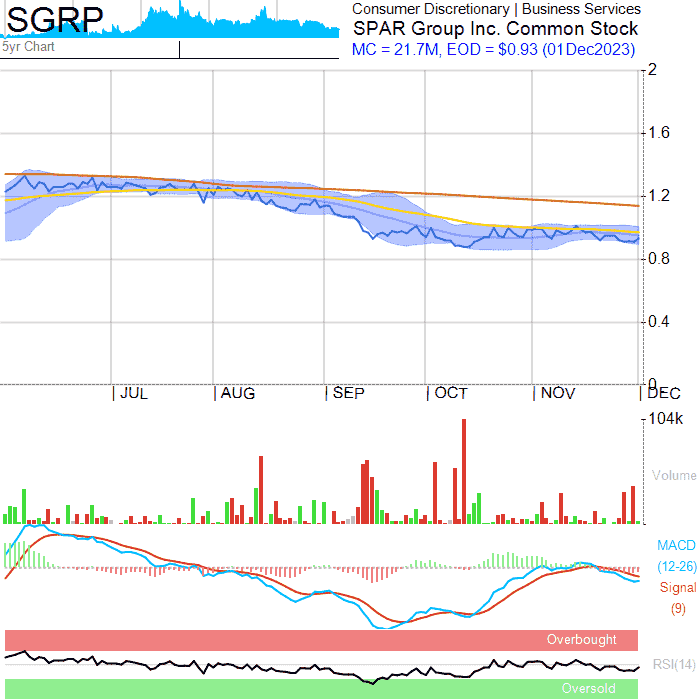 SGRP
5yr Chart
Consumer Discretionary | Business Services
SPAR Group Inc. Common Stock
MC = 21.7M, EOD = $0.93 (01Dec2023)
2
1.6
1.2
0.8
0.4
0
JUL
AUG
SEP
OCT
NOV
DEC
104k
Volume
MACD
(12-26)
Signal
(9)
Overbought
RSI(14)
Oversold